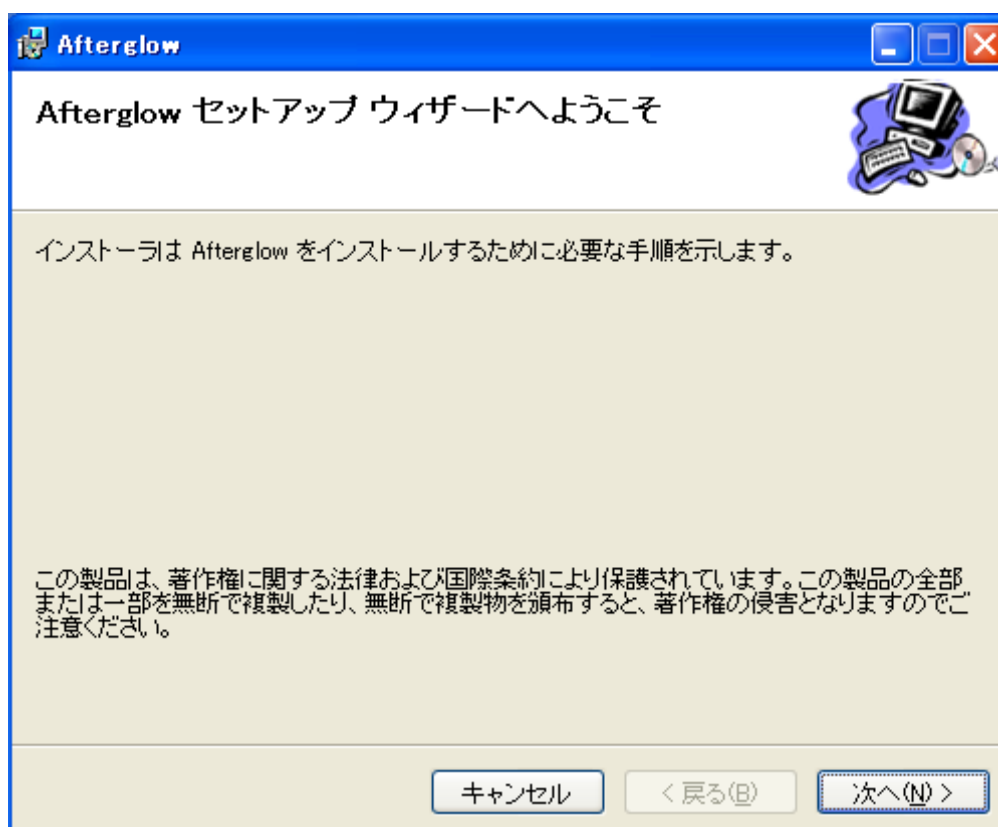 Afterglow
Afterglow セットアップ ウィザードへようこそ
インストーラは Afterglow をインストールするために必要な手順を示します。
この製品は、著作権に関する法律および国際条約により保護されています。この製品の全部
または一部を無断で複製したり、無断で複製物を頒布すると、著作権の侵害となりますのでご
注意ください。
キャンセル < 戻る(B) 次へ(N) >